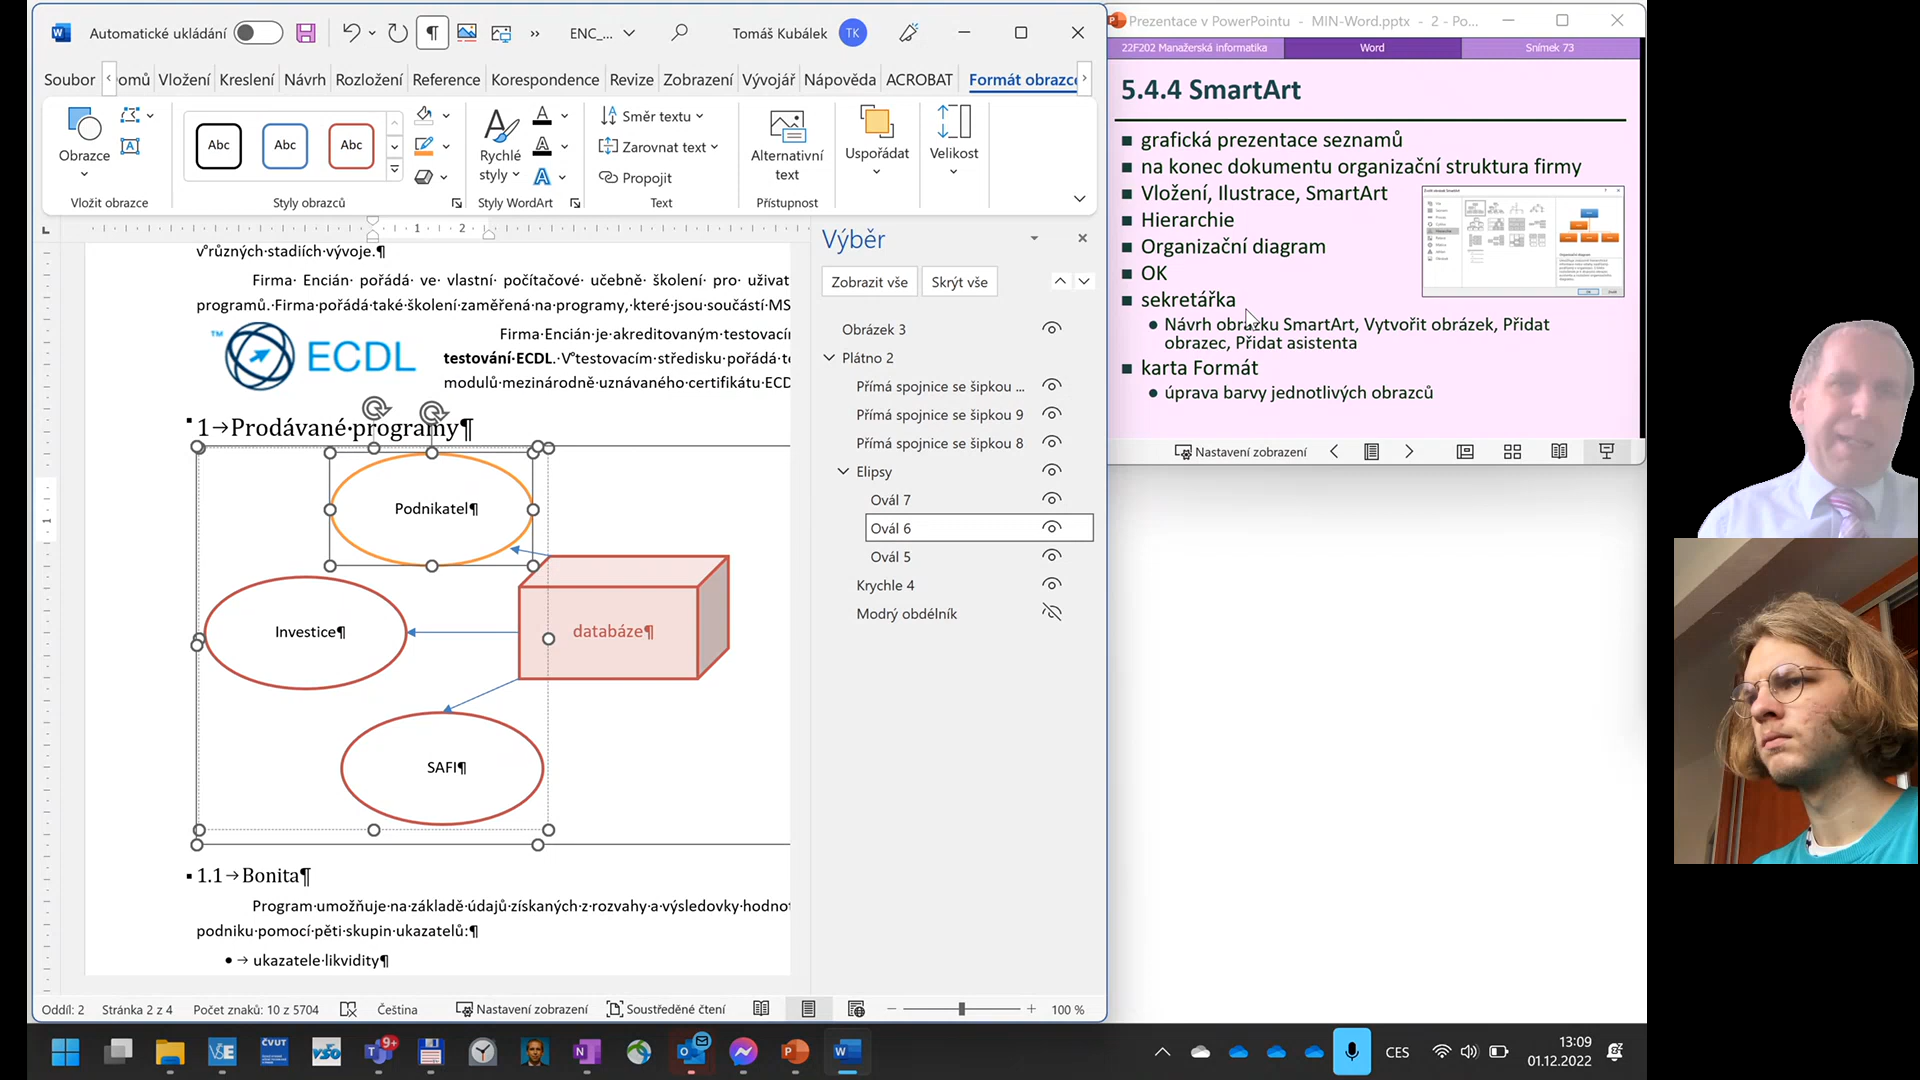 Automatické ukládání
ENC_...
Tomáš Kubálek
TK
Soubor
omů
Vložení
Kreslení
Návrh
Rozložení
Reference
Korespondence
Revize
Zobrazení
Vývojář
Nápověda
ACROBAT
Formát obrazce
Obrazce
Abc
Abc
Abc
Rychlé
styly
Směr textu
Zarovnat text
Propojit
Alternativní
text
Uspořádat
Velikost
Vložit obrazce
Styly obrazců
Styly WordArt
Text
Přístupnost
1
2
v°různých·stadiích·vývoje.¶
Firma· Encián· pořádá· ve· vlastní· počítačové· učebně· školení· pro· uživat
programů.·Firma·pořádá·také·školení·zaměřená·na·programy,·které·jsou·součástí·MS
™ ECDL
Firma·Encián·je·akreditovaným·testovacím
testování·ECDL.·V°testovacím·středisku·pořádá·te
modulů·mezinárodně·uznávaného·certifikátu·ECD
1→Prodávané·programy¶
Podnikatel¶
Investice¶
databáze¶
SAFI¶
1.1→Bonita¶
Program·umožňuje·na·základě·údajů·získaných·z·rozvahy·a·výsledovky·hodnot
podniku·pomocí·pěti·skupin·ukazatelů:¶
•→ukazatele·likvidity¶
Výběr
Zobrazit vše
Skrýt vše
Obrázek 3
Plátno 2
Přímá spojnice se šipkou ...
Přímá spojnice se šipkou 9
Přímá spojnice se šipkou 8
Elipsy
Ovál 7
Ovál 6
Ovál 5
Krychle 4
Modrý obdélník
Oddíl: 2
Stránka 2 z 4
Počet znaků: 10 z 5704
Čeština
Nastavení zobrazení
Soustředěné čtení
100 %
Prezentace v PowerPointu - MIN-Word.pptx - 2 - Po...
22F202 Manažerská informatika
Word
Snímek 73
5.4.4 SmartArt
grafická prezentace seznamů
na konec dokumentu organizační struktura firmy
Vložení, Ilustrace, SmartArt
Hierarchie
Organizační diagram
OK
sekretářka
Návrh obrázku SmartArt, Vytvořit obrázek, Přidat
obrazec, Přidat asistenta
karta Formát
úprava barvy jednotlivých obrazců
Nastavení zobrazení
VŠE
ČVUT
VŠO
9+
CES
13:09
01.12.2022